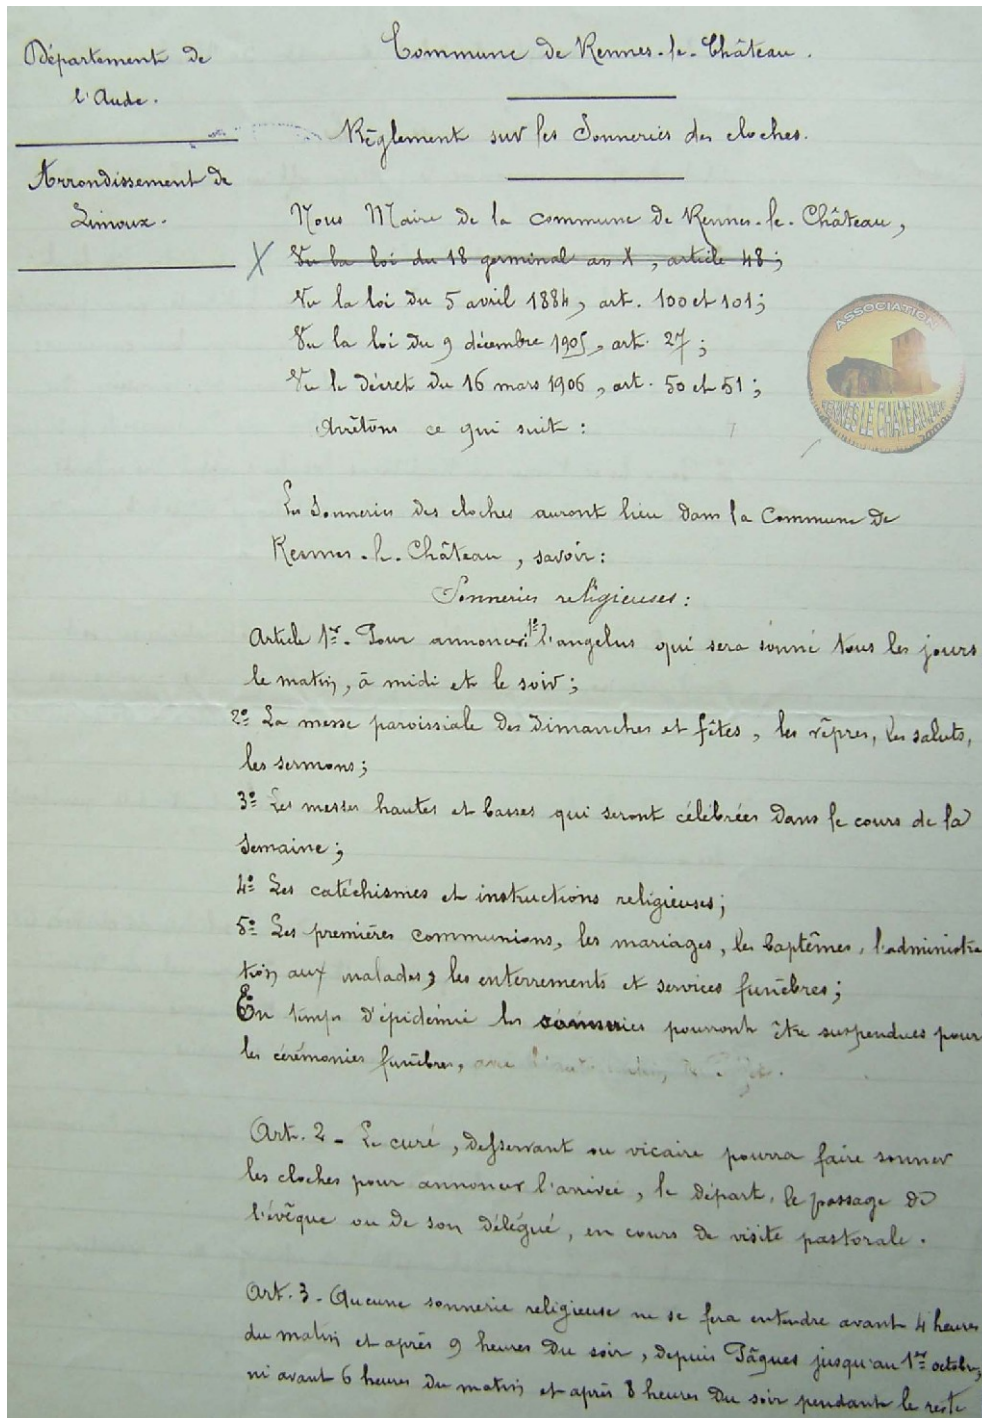 Département de
l'Aude.
Arrondissement de
Limoux.
Commune de Rennes-le-Château.
Règlement sur les Sonneries des cloches.
Nous Maire de la commune de Rennes-le-Château,
Vu la loi du 18 germinal an X, article 48;
Vu la loi du 5 avril 1884, art. 100 et 101;
Vu la loi du 9 décembre 1905, art. 27;
Vu le décret du 16 mars 1906, art. 50 et 51;
Arrêtons ce qui suit:
ASSOCIATION
RENNES LE CHATEAU
Les Sonneries des cloches auront lieu dans la Commune de
Rennes-le-Château, savoir:
Sonneries religieuses:
Article 1er- Pour annoncer: 1º l'angelus qui sera sonné tous les jours
le matin, à midi et le soir;
2º La messe paroissiale des Dimanches et fêtes, les vêpres, les saluts,
les sermons;
3º Les messes hautes et basses qui seront célébrées dans le cours de la
semaine;
4º Les catéchismes et instructions religieuses;
5º Les premières communions, les mariages, les baptêmes, l'administra
tion aux malades, les enterrements et services funèbres;
En temps d'épidémie les sonneries pourront être suspendues pour
les cérémonies funèbres,
Art. 2 - Le curé, desservant ou vicaire pourra faire sonner
les cloches pour annoncer l'arrivée, le départ, le passage de
l'évêque ou de son délégué, en cours de visite pastorale.
Art. 3 - Aucune sonnerie religieuse ne se fera entendre avant 4 heures
du matin et après 9 heures du soir, depuis Pâques jusqu'au 1er octobre,
ni avant 6 heures du matin et après 8 heures du soir pendant le reste